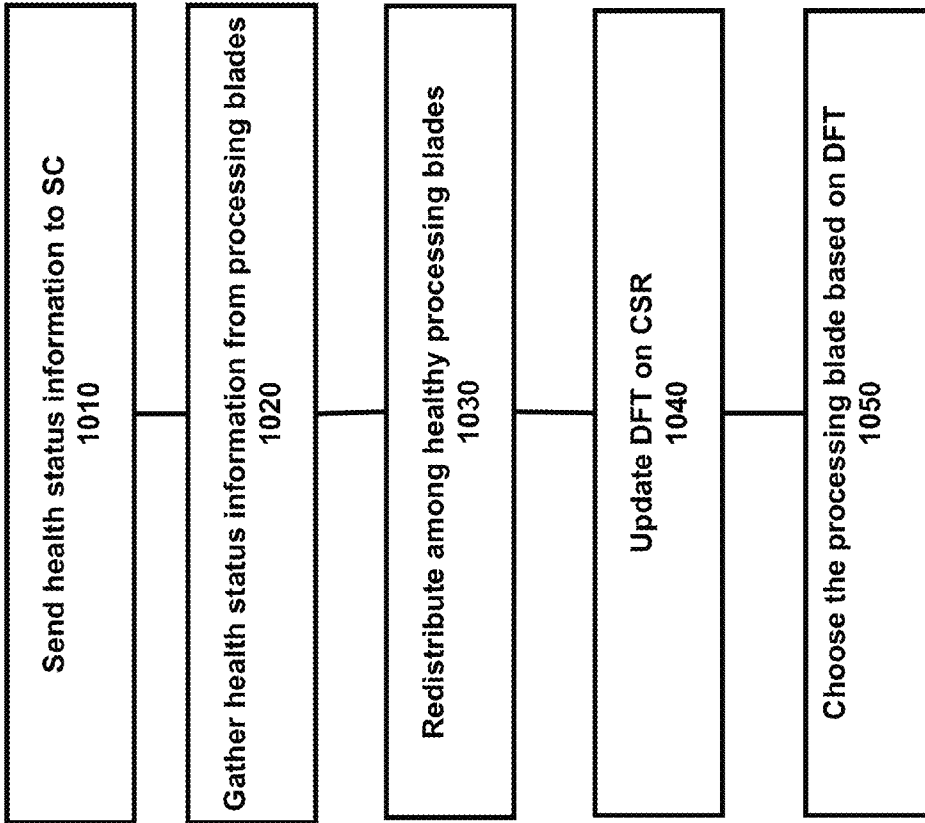 Send health status information to SC
1010
Gather health status information from processing blades
1020
Redistribute among healthy processing blades
1030
Update DFT on CSR
1040
Choose the processing blade based on DFT
1050